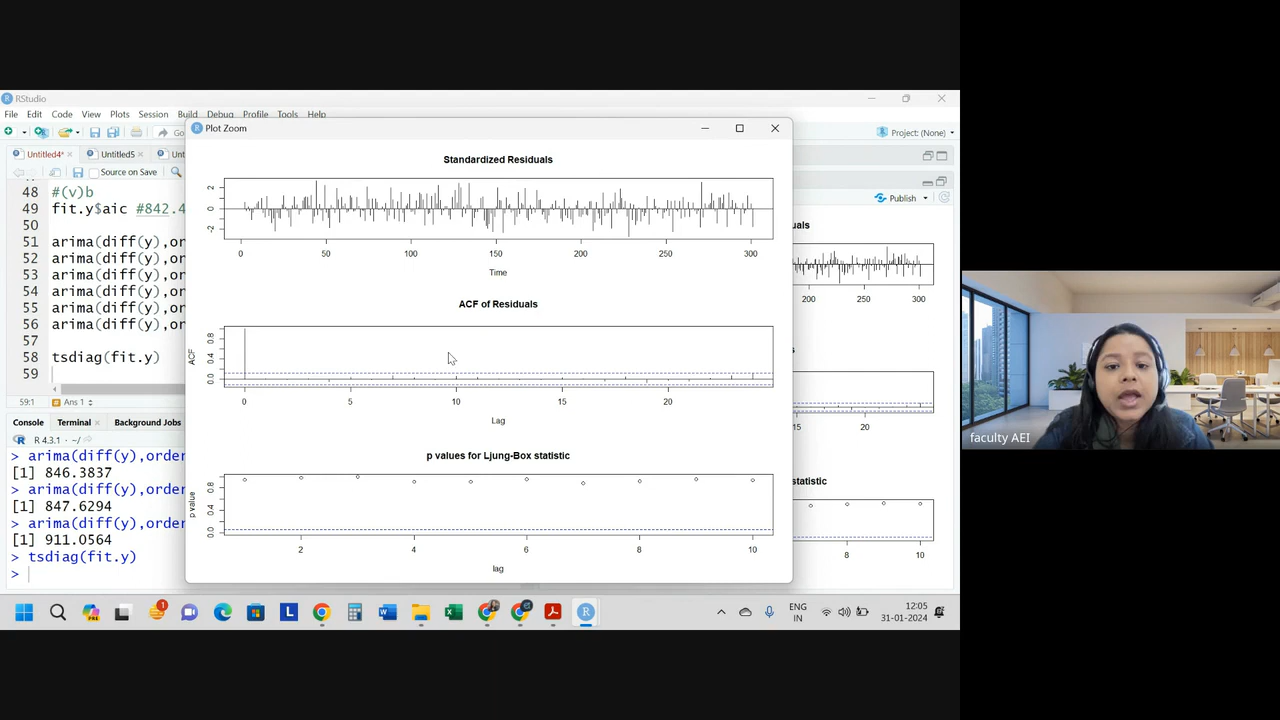 RStudio
File Edit Code View Plots Session Build Debug Profile Tools Help
Go
Project: (None)
Untitled4* Untitled5 Unt
Source on Save
Publish
48 #(v)b
49 fit.y$aic #842.4
50
51 arima(diff(y),or
52 arima(diff(y),or
53 arima(diff(y),or
54 arima(diff(y),or
55 arima(diff(y),or
56 arima(diff(y),or
57
58 tsdiag(fit.y)
59
59:1 Ans 1
Console Terminal Background Jobs
R 4.3.1 · ~/
> arima(diff(y),order
[1] 846.3837
> arima(diff(y),order
[1] 847.6294
> arima(diff(y),order
[1] 911.0564
> tsdiag(fit.y)
>
Plot Zoom
Standardized Residuals
2
0
-2
0 50 100 150 200 250 300
Time
ACF of Residuals
ACF
0.8
0.4
0.0
0 5 10 15 20
Lag
p values for Ljung-Box statistic
p value
0.8
0.4
0.0
2 4 6 8 10
lag
uals
200 250 300
s
15 20
statistic
8 10
faculty AEI
PRE
1
ENG
IN
12:05
31-01-2024